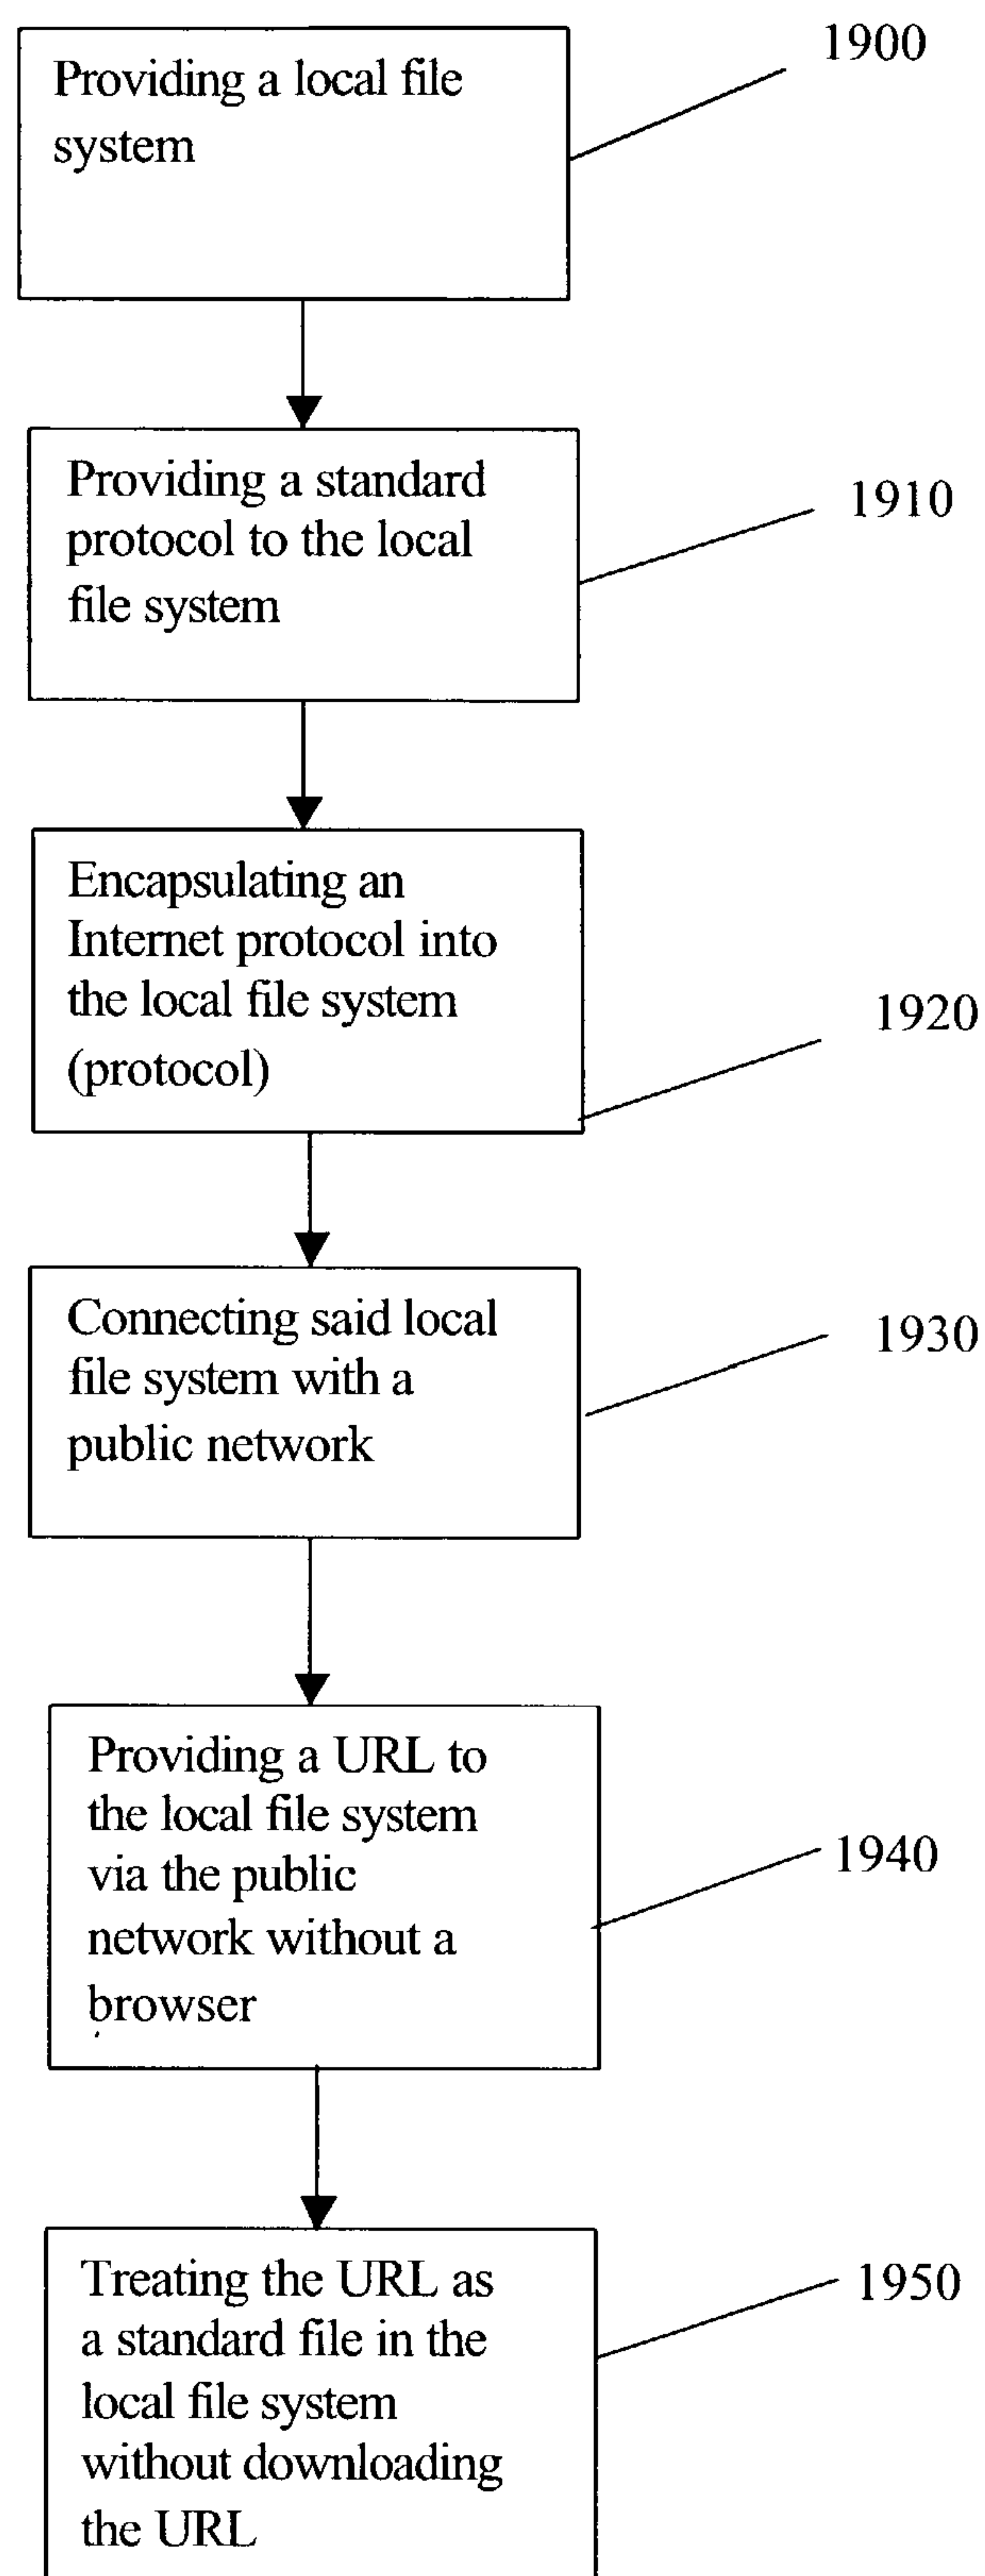 1900
Providing a local file
system
1910
Providing a standard
protocol to the local
file system
Encapsulating an
Internet protocol into
the local file system
(protocol)
1920
Connecting said local
file system with a
public network
1930
Providing a URL to
the local file system
via the public
network without a
browser
1940
Treating the URL as
a standard file in the
local file system
without downloading
the URL
1950